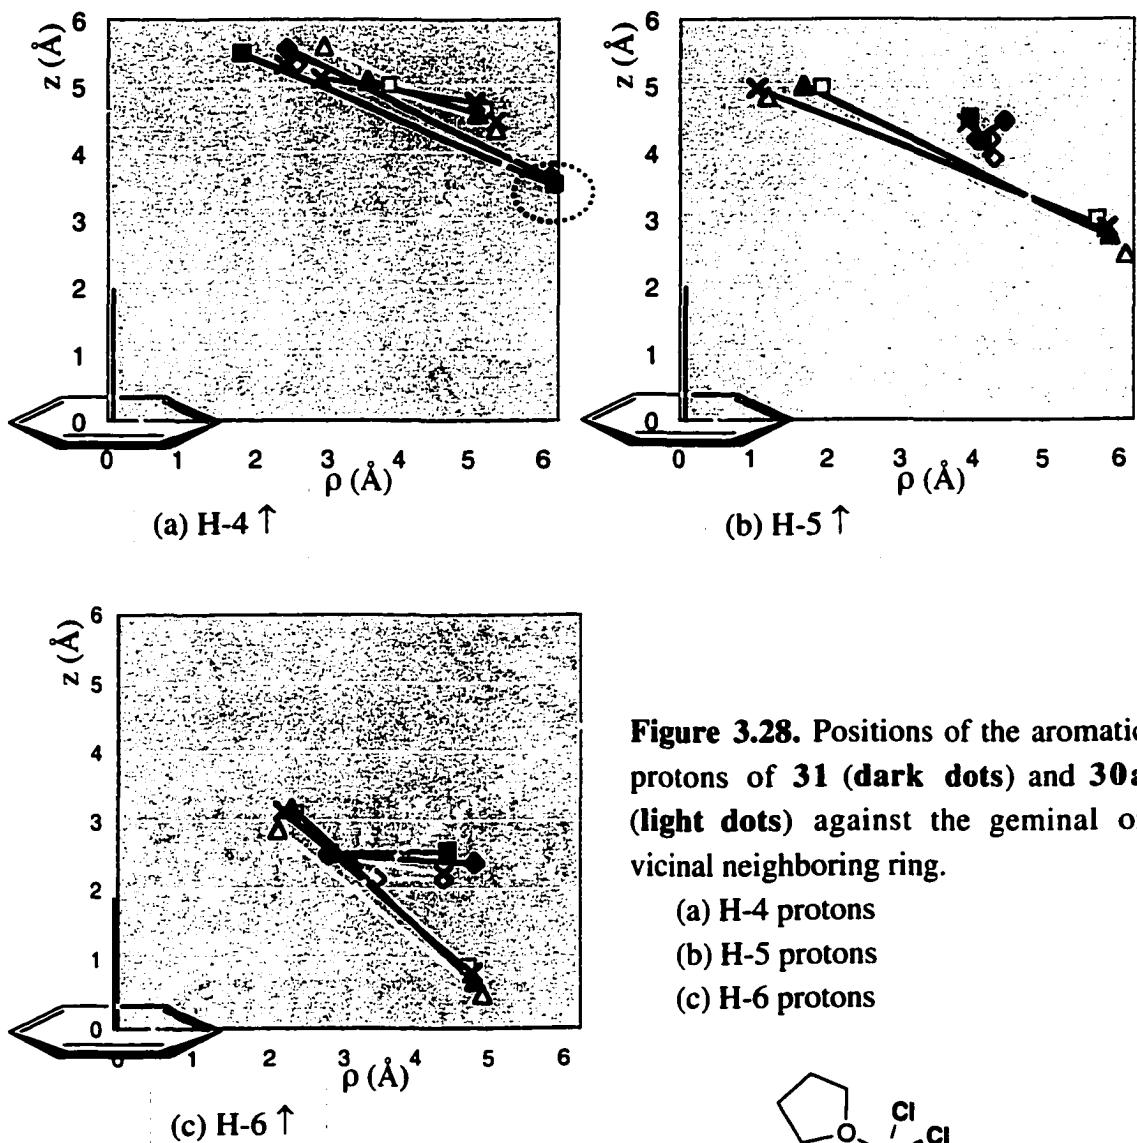 6
5
4
3
2
1
0
z (Å)
0 1 2 3 4 5 6
ρ (Å)
(a) H-4 ↑
6
5
4
3
2
1
0
z (Å)
0 1 2 3 4 5 6
ρ (Å)
(b) H-5 ↑
6
5
4
3
2
1
0
z (Å)
0 1 2 3 4 5 6
ρ (Å)
(c) H-6 ↑
Figure 3.28. Positions of the aromatic
protons of 31 (dark dots) and 30a
(light dots) against the geminal or
vicinal neighboring ring.
(a) H-4 protons
(b) H-5 protons
(c) H-6 protons
Cl
O Cl